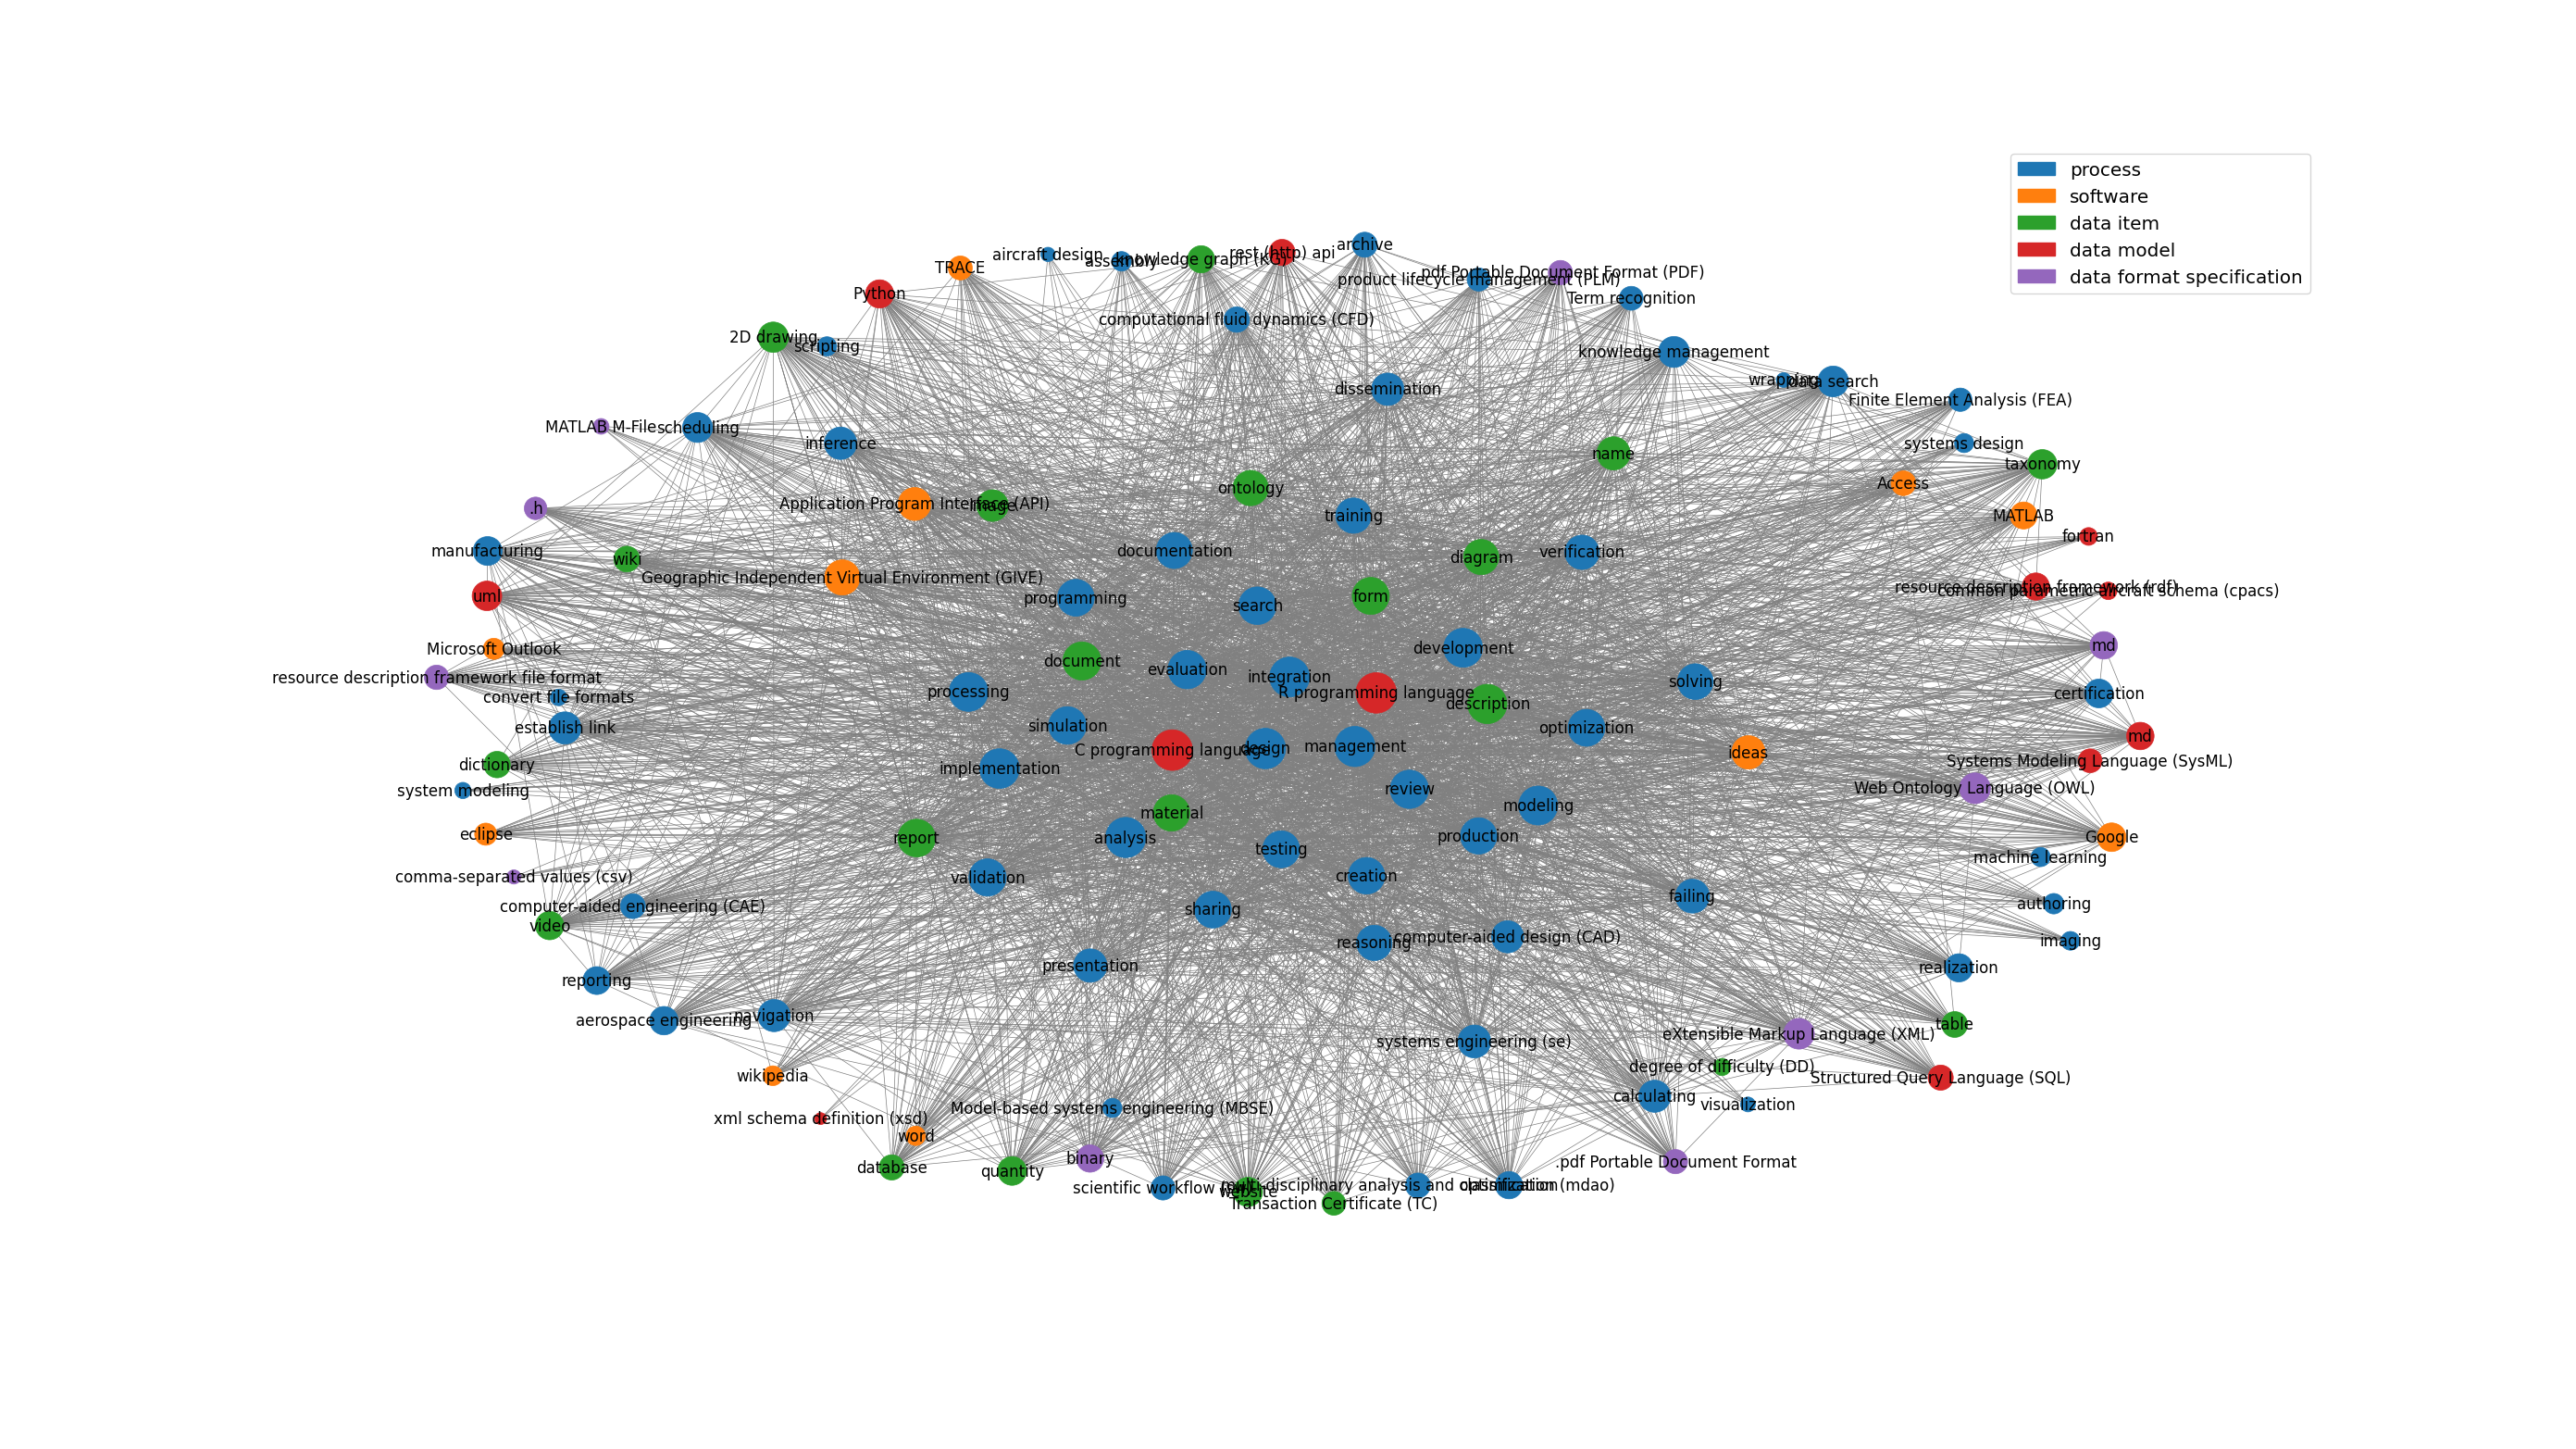 process
software
data item
data model
data format specification
archive
aircraft design
rest (http) api
assembly
knowledge graph (KG)
TRACE
pdf Portable Document Format (PDF)
product lifecycle management (PLM)
Python
Term recognition
computational fluid dynamics (CFD)
2D drawing
scripting
knowledge management
wrapping
data search
dissemination
Finite Element Analysis (FEA)
MATLAB M-File
scheduling
inference
systems design
name
taxonomy
Access
ontology
Application Program Interface (API)
image
.h
training
MATLAB
fortran
manufacturing
documentation
verification
wiki
diagram
Geographic Independent Virtual Environment (GIVE)
resource description framework (rdf)
common parametric aircraft schema (cpacs)
uml
programming
form
search
md
Microsoft Outlook
development
document
evaluation
integration
resource description framework file format
solving
processing
R programming language
certification
convert file formats
description
simulation
establish link
optimization
md
C programming language
design
management
ideas
Systems Modeling Language (SysML)
dictionary
implementation
system modeling
review
Web Ontology Language (OWL)
modeling
material
eclipse
report
analysis
production
Google
testing
machine learning
comma-separated values (csv)
validation
creation
failing
computer-aided engineering (CAE)
sharing
authoring
video
computer-aided design (CAD)
reasoning
imaging
presentation
realization
reporting
navigation
aerospace engineering
table
eXtensible Markup Language (XML)
systems engineering (se)
degree of difficulty (DD)
wikipedia
Structured Query Language (SQL)
calculating
visualization
Model-based systems engineering (MBSE)
xml schema definition (xsd)
word
binary
.pdf Portable Document Format
database
quantity
scientific workflow
multi-disciplinary analysis and optimization (mdao)
classification
website
Transaction Certificate (TC)